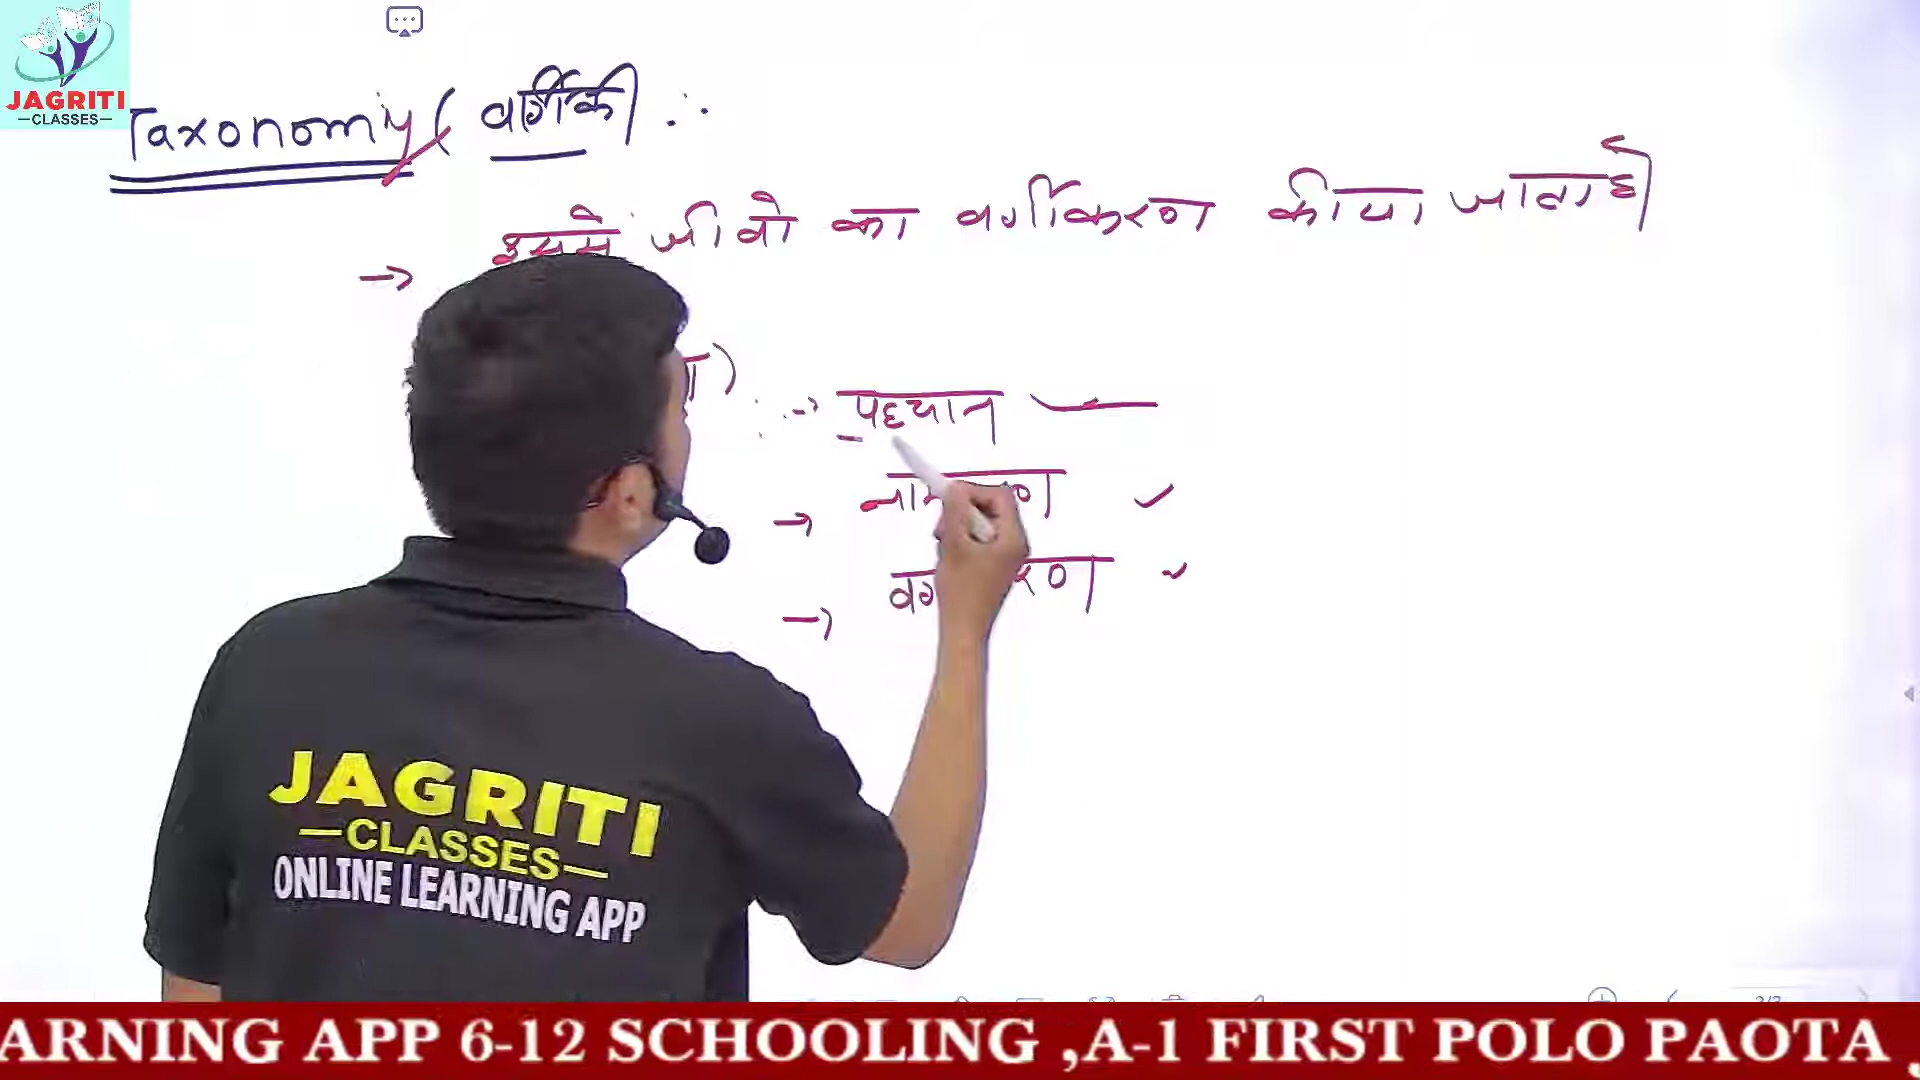 JAGRITI
CLASSES
Taxonomy ( वर्गिकी :
→ इसमे जीवो का वर्गीकरण कीया जाता है
→ पहचान
→
→
JAGRITI
CLASSES
ONLINE LEARNING APP
ARNING APP 6-12 SCHOOLING ,A-1 FIRST POLO PAOTA ,